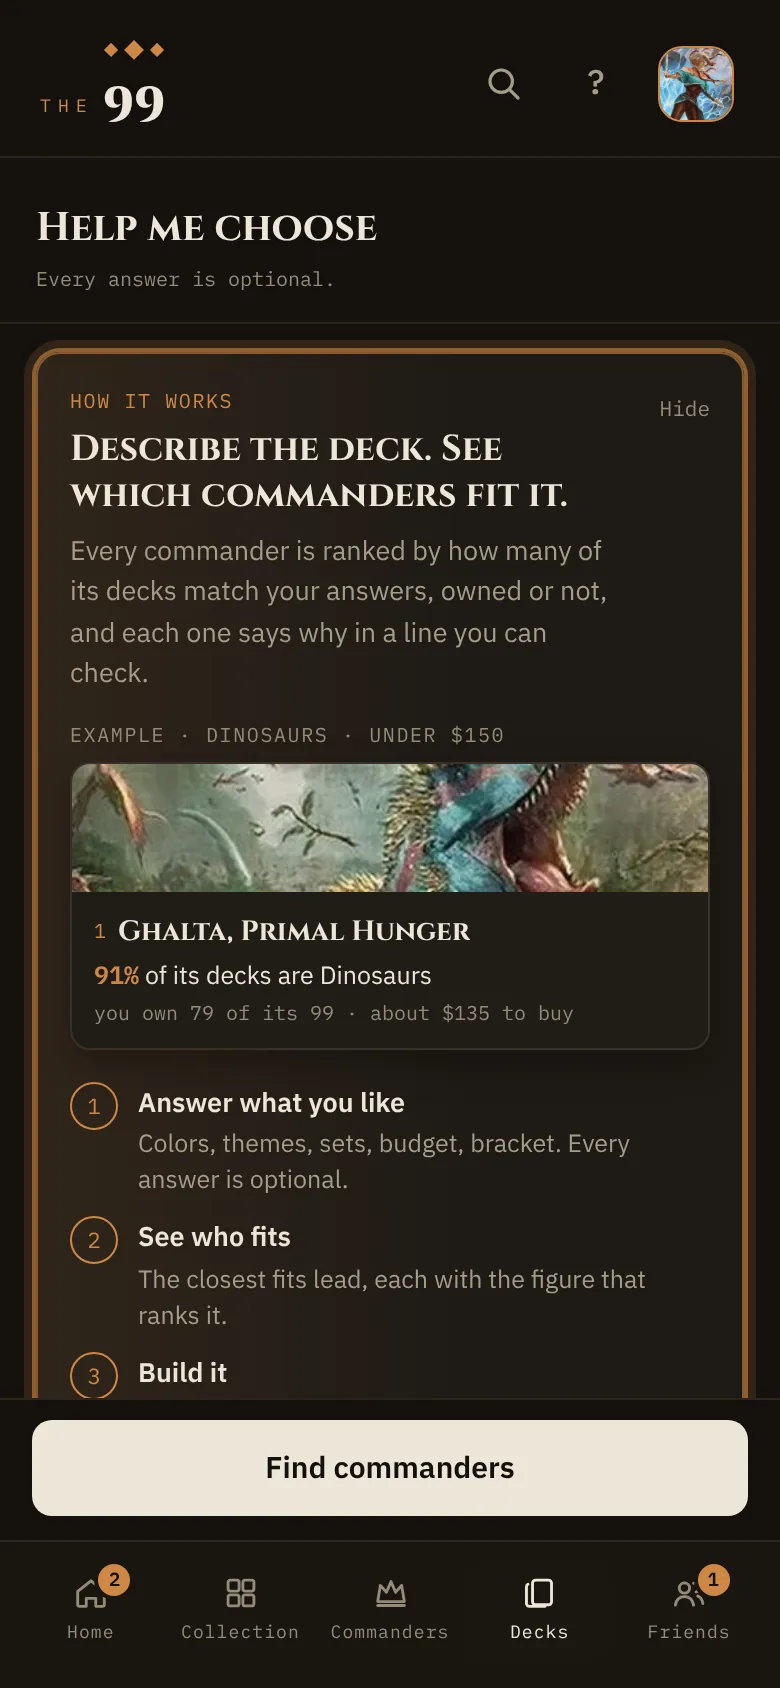 THE 99
?
Help me choose
Every answer is optional.
HOW IT WORKS
Hide
Describe the deck. See
which commanders fit it.
Every commander is ranked by how many of
its decks match your answers, owned or not,
and each one says why in a line you can
check.
EXAMPLE · DINOSAURS · UNDER $150
1 Ghalta, Primal Hunger
91% of its decks are Dinosaurs
you own 79 of its 99 · about $135 to buy
1 Answer what you like
Colors, themes, sets, budget, bracket. Every
answer is optional.
2 See who fits
The closest fits lead, each with the figure that
ranks it.
3 Build it
Find commanders
2
1
Home
Collection
Commanders
Decks
Friends